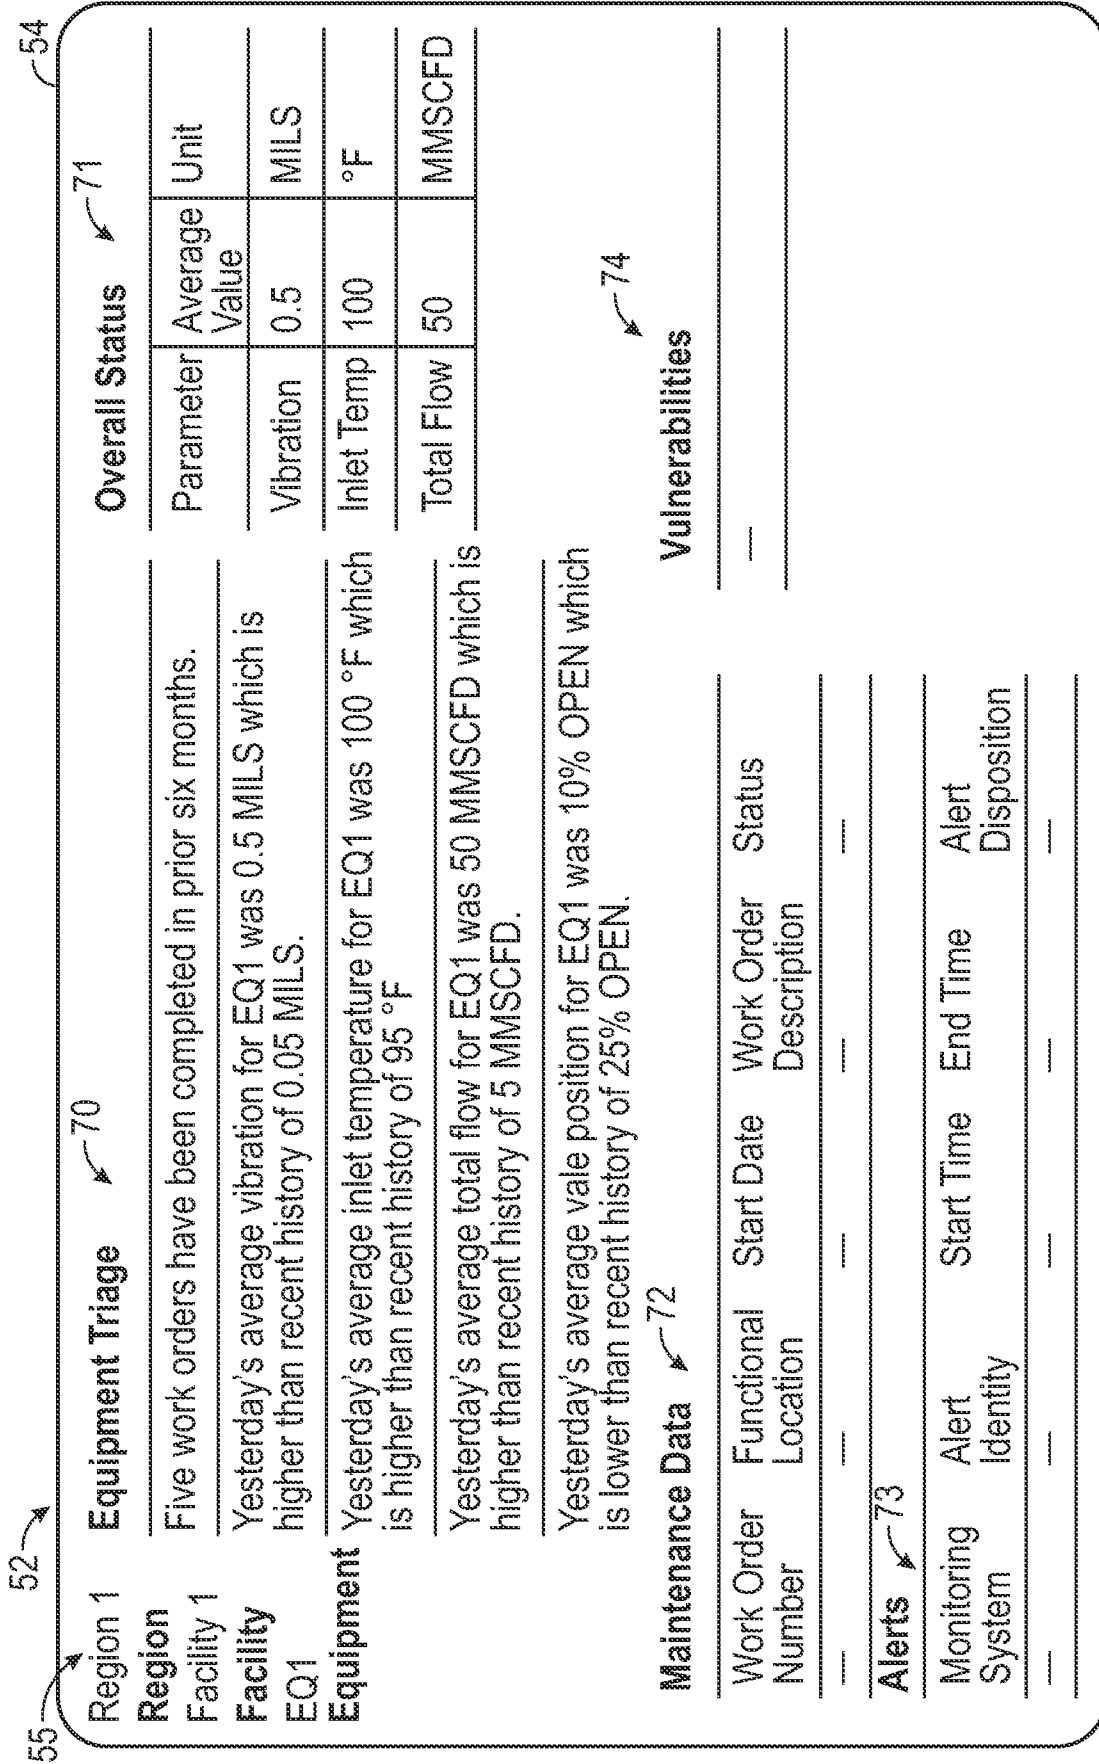 52
54
55
Region 1
Region
Facility 1
Facility
EQ1
Equipment
Equipment Triage
70
Five work orders have been completed in prior six months.
Yesterday's average vibration for EQ1 was 0.5 MILS which is
higher than recent history of 0.05 MILS.
Yesterday's average inlet temperature for EQ1 was 100 °F which
is higher than recent history of 95 °F
Yesterday's average total flow for EQ1 was 50 MMSCFD which is
higher than recent history of 5 MMSCFD.
Yesterday's average vale position for EQ1 was 10% OPEN which
is lower than recent history of 25% OPEN.
Overall Status
71
Parameter Average Unit
Value
Vibration 0.5 MILS
Inlet Temp 100 °F
Total Flow 50 MMSCFD
Maintenance Data
72
Work Order Functional Start Date Work Order Status
Number Location Description
— — — — —
Alerts
73
Monitoring Alert Start Time End Time Alert
System Identity Disposition
— — — — —
Vulnerabilities
74
—